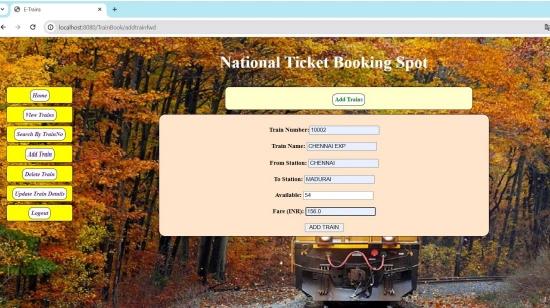 E-Trains
localhost:8080/TrainBook/addtrainfwd
National Ticket Booking Spot
Home
View Trains
Search By TrainNo
Add Train
Delete Train
Update Train Details
Logout
Add Trains
Train Number: 10002
Train Name: CHENNAI EXP
From Station: CHENNAI
To Station: MADURAI
Available: 54
Fare (INR): 156.0
ADD TRAIN